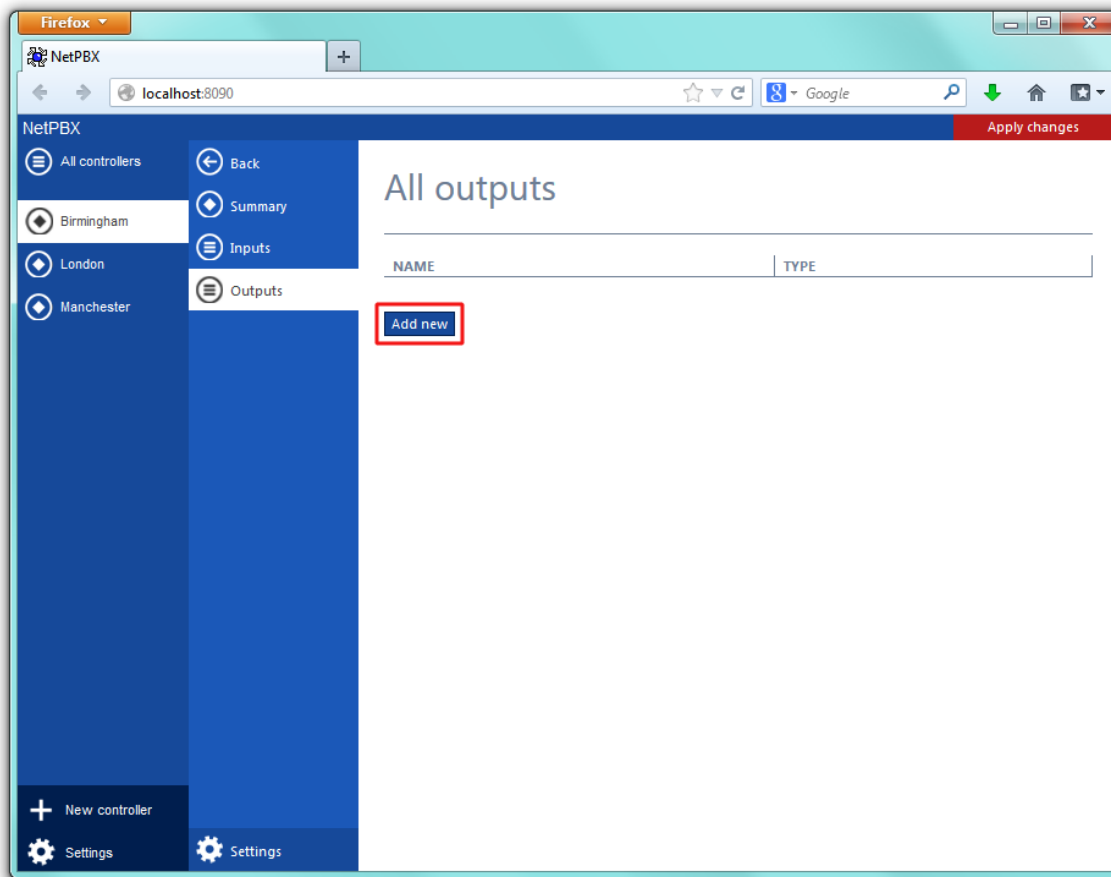 Firefox
NetPBX
localhost:8090
Google
NetPBX
Apply changes
All controllers
Birmingham
London
Manchester
New controller
Settings
Back
Summary
Inputs
Outputs
Settings
All outputs
NAME TYPE
Add new